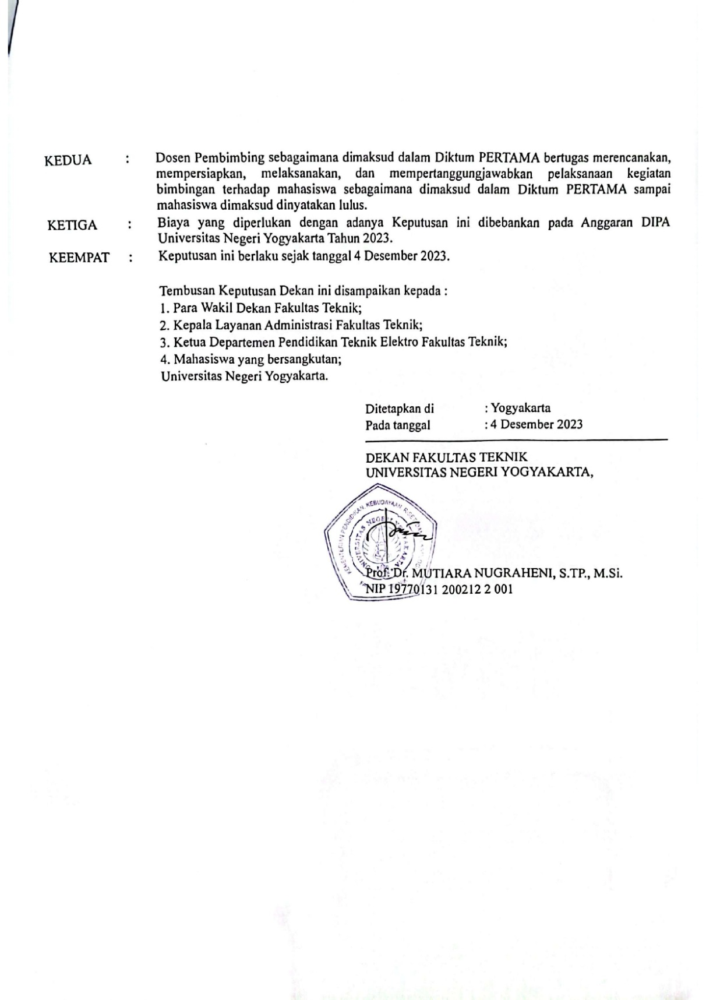 KEDUA : Dosen Pembimbing sebagaimana dimaksud dalam Diktum PERTAMA bertugas merencanakan,
mempersiapkan, melaksanakan, dan mempertanggungjawabkan pelaksanaan kegiatan
bimbingan terhadap mahasiswa sebagaimana dimaksud dalam Diktum PERTAMA sampai
mahasiswa dimaksud dinyatakan lulus.
KETIGA : Biaya yang diperlukan dengan adanya Keputusan ini dibebankan pada Anggaran DIPA
Universitas Negeri Yogyakarta Tahun 2023.
KEEMPAT : Keputusan ini berlaku sejak tanggal 4 Desember 2023.
Tembusan Keputusan Dekan ini disampaikan kepada :
1. Para Wakil Dekan Fakultas Teknik;
2. Kepala Layanan Administrasi Fakultas Teknik;
3. Ketua Departemen Pendidikan Teknik Elektro Fakultas Teknik;
4. Mahasiswa yang bersangkutan;
Universitas Negeri Yogyakarta.
Ditetapkan di : Yogyakarta
Pada tanggal : 4 Desember 2023
DEKAN FAKULTAS TEKNIK
UNIVERSITAS NEGERI YOGYAKARTA,
KEMENTERIAN PENDIDIKAN, KEBUDAYAAN,
UNIVERSITAS NEGERI YOGYAKARTA
Prof. Dr. MUTIARA NUGRAHENI, S.TP., M.Si.
NIP 19770131 200212 2 001